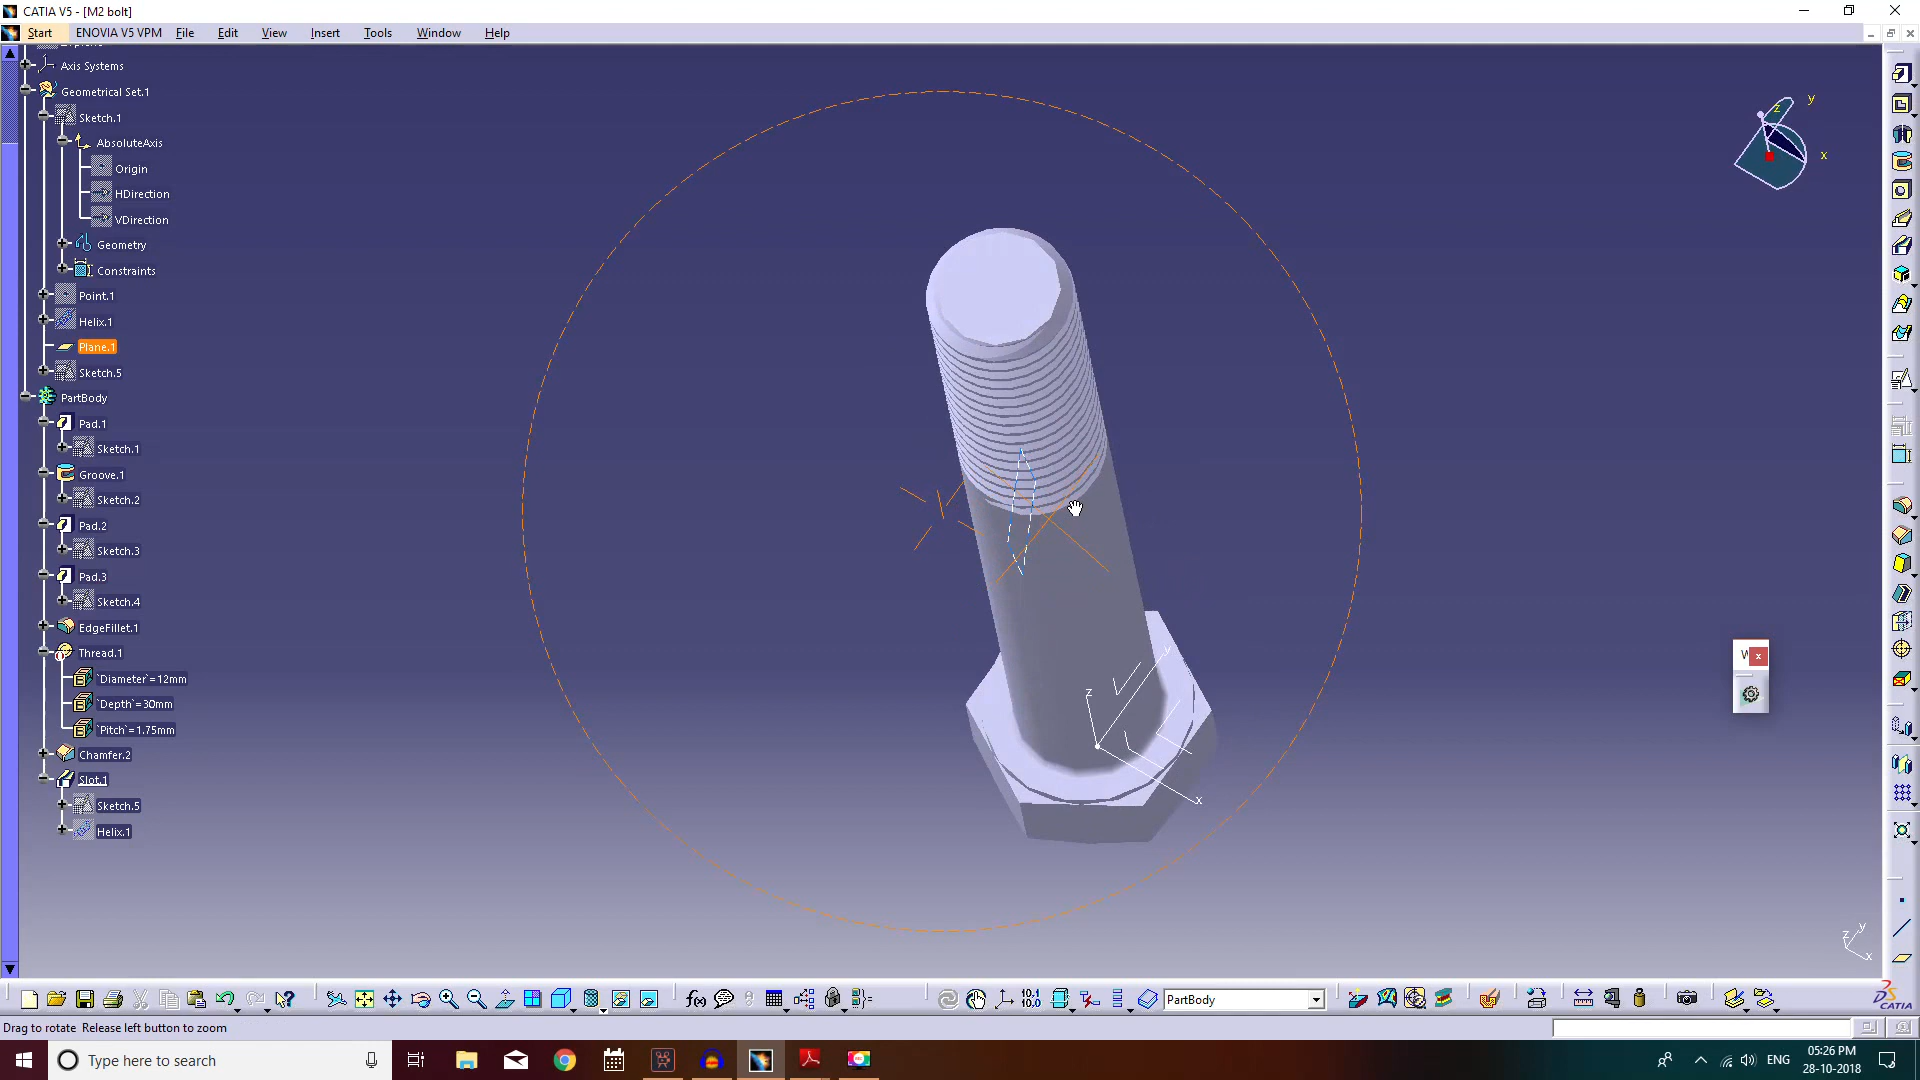 CATIA V5 - [M2 bolt]
Start ENOVIA V5 VPM File Edit View Insert Tools Window Help
Axis Systems
Geometrical Set.1
Sketch.1
AbsoluteAxis
Origin
HDirection
VDirection
Geometry
Constraints
Point.1
Helix.1
Plane.1
Sketch.5
PartBody
Pad.1
Sketch.1
Groove.1
Sketch.2
Pad.2
Sketch.3
Pad.3
Sketch.4
EdgeFillet.1
Thread.1
`Diameter`=12mm
`Depth`=30mm
`Pitch`=1.75mm
Chamfer.2
Slot.1
Sketch.5
Helix.1
z y
x
y
z
x
W x
y
z
x
f(x) 10.1 PartBody
CATIA
Drag to rotate Release left button to zoom
Type here to search
ENG
05:26 PM
28-10-2018